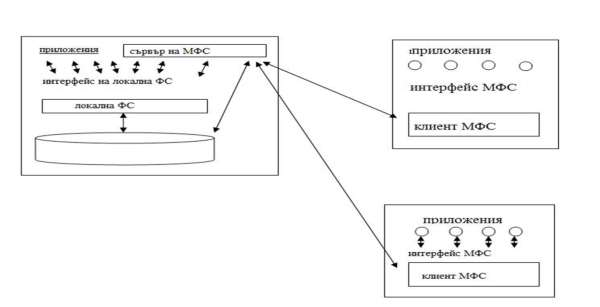 приложения
сървър на МФС
интерфейс на локална ФС
локална ФС
приложения
интерфейс МФС
клиент МФС
приложения
интерфейс МФС
клиент МФС